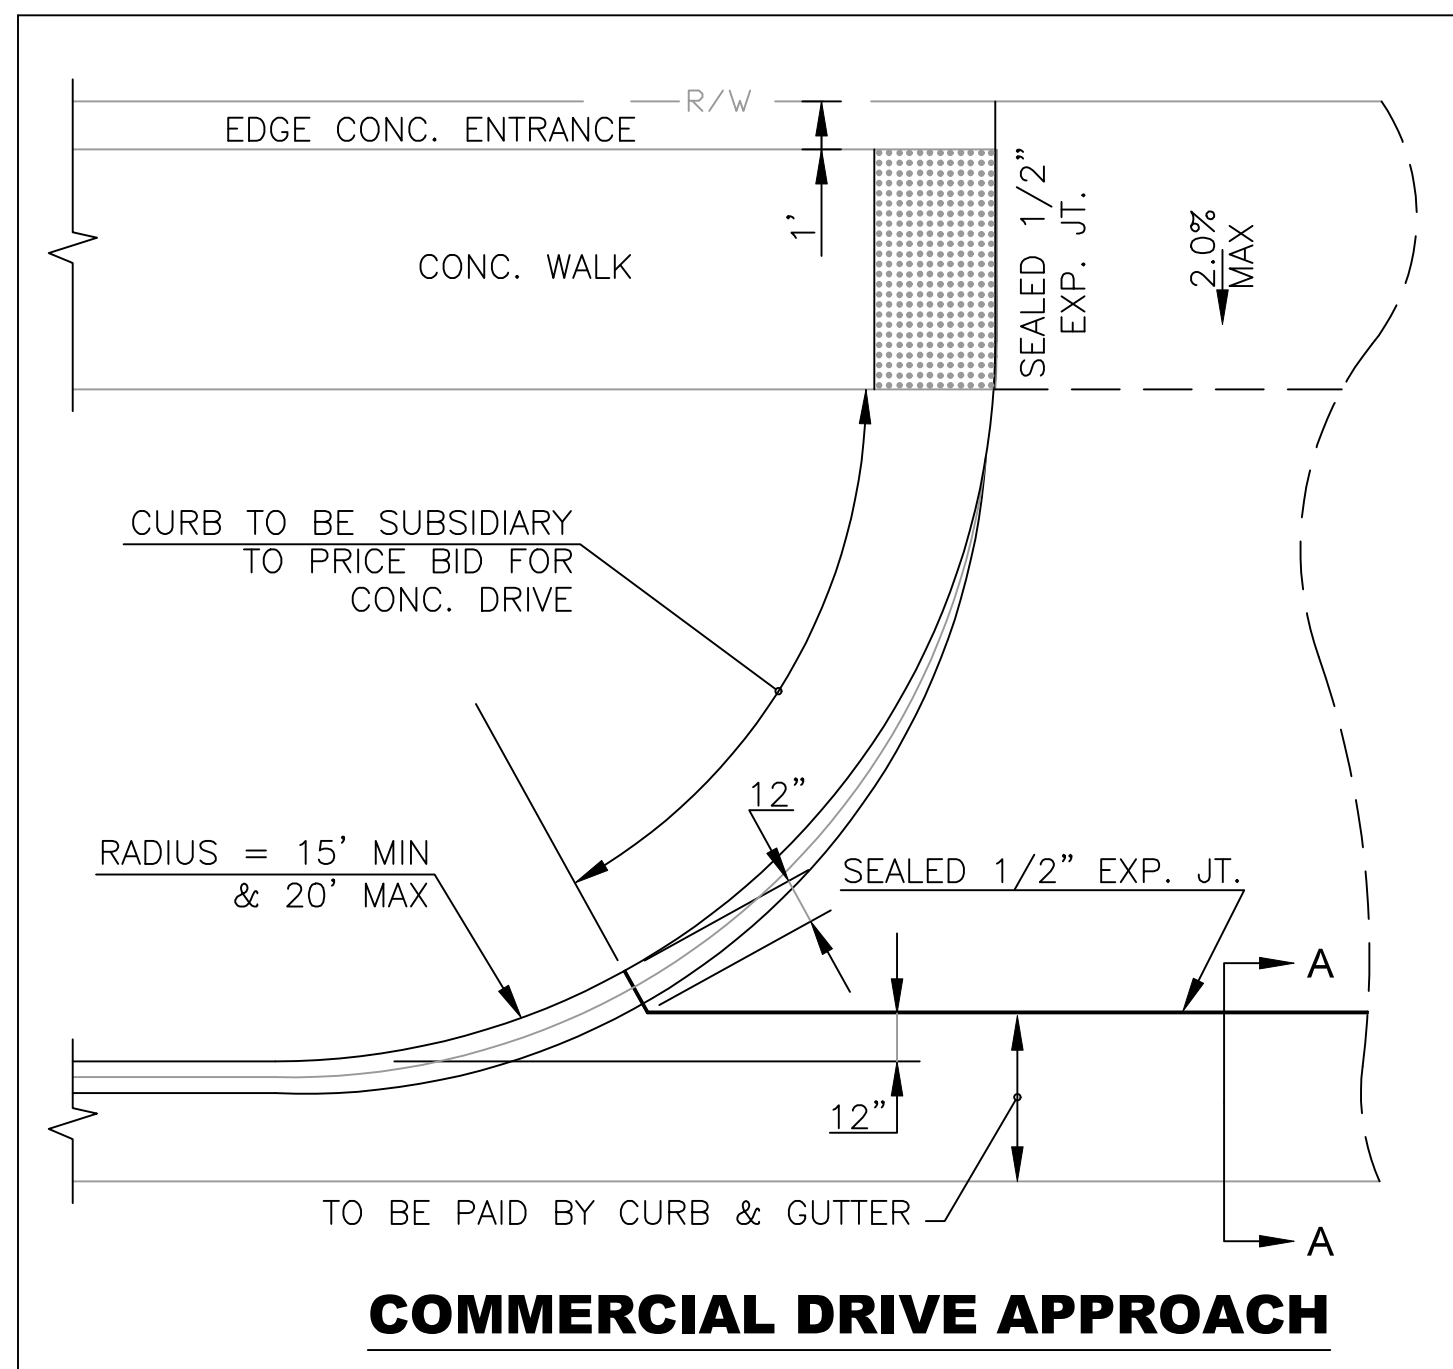 R/W
EDGE CONC. ENTRANCE
1'
SEALED 1/2"
EXP. JT.
2.0%
MAX
CONC. WALK
CURB TO BE SUBSIDIARY
TO PRICE BID FOR
CONC. DRIVE
12"
RADIUS = 15' MIN
& 20' MAX
SEALED 1/2" EXP. JT.
A
12"
TO BE PAID BY CURB & GUTTER
A
COMMERCIAL DRIVE APPROACH